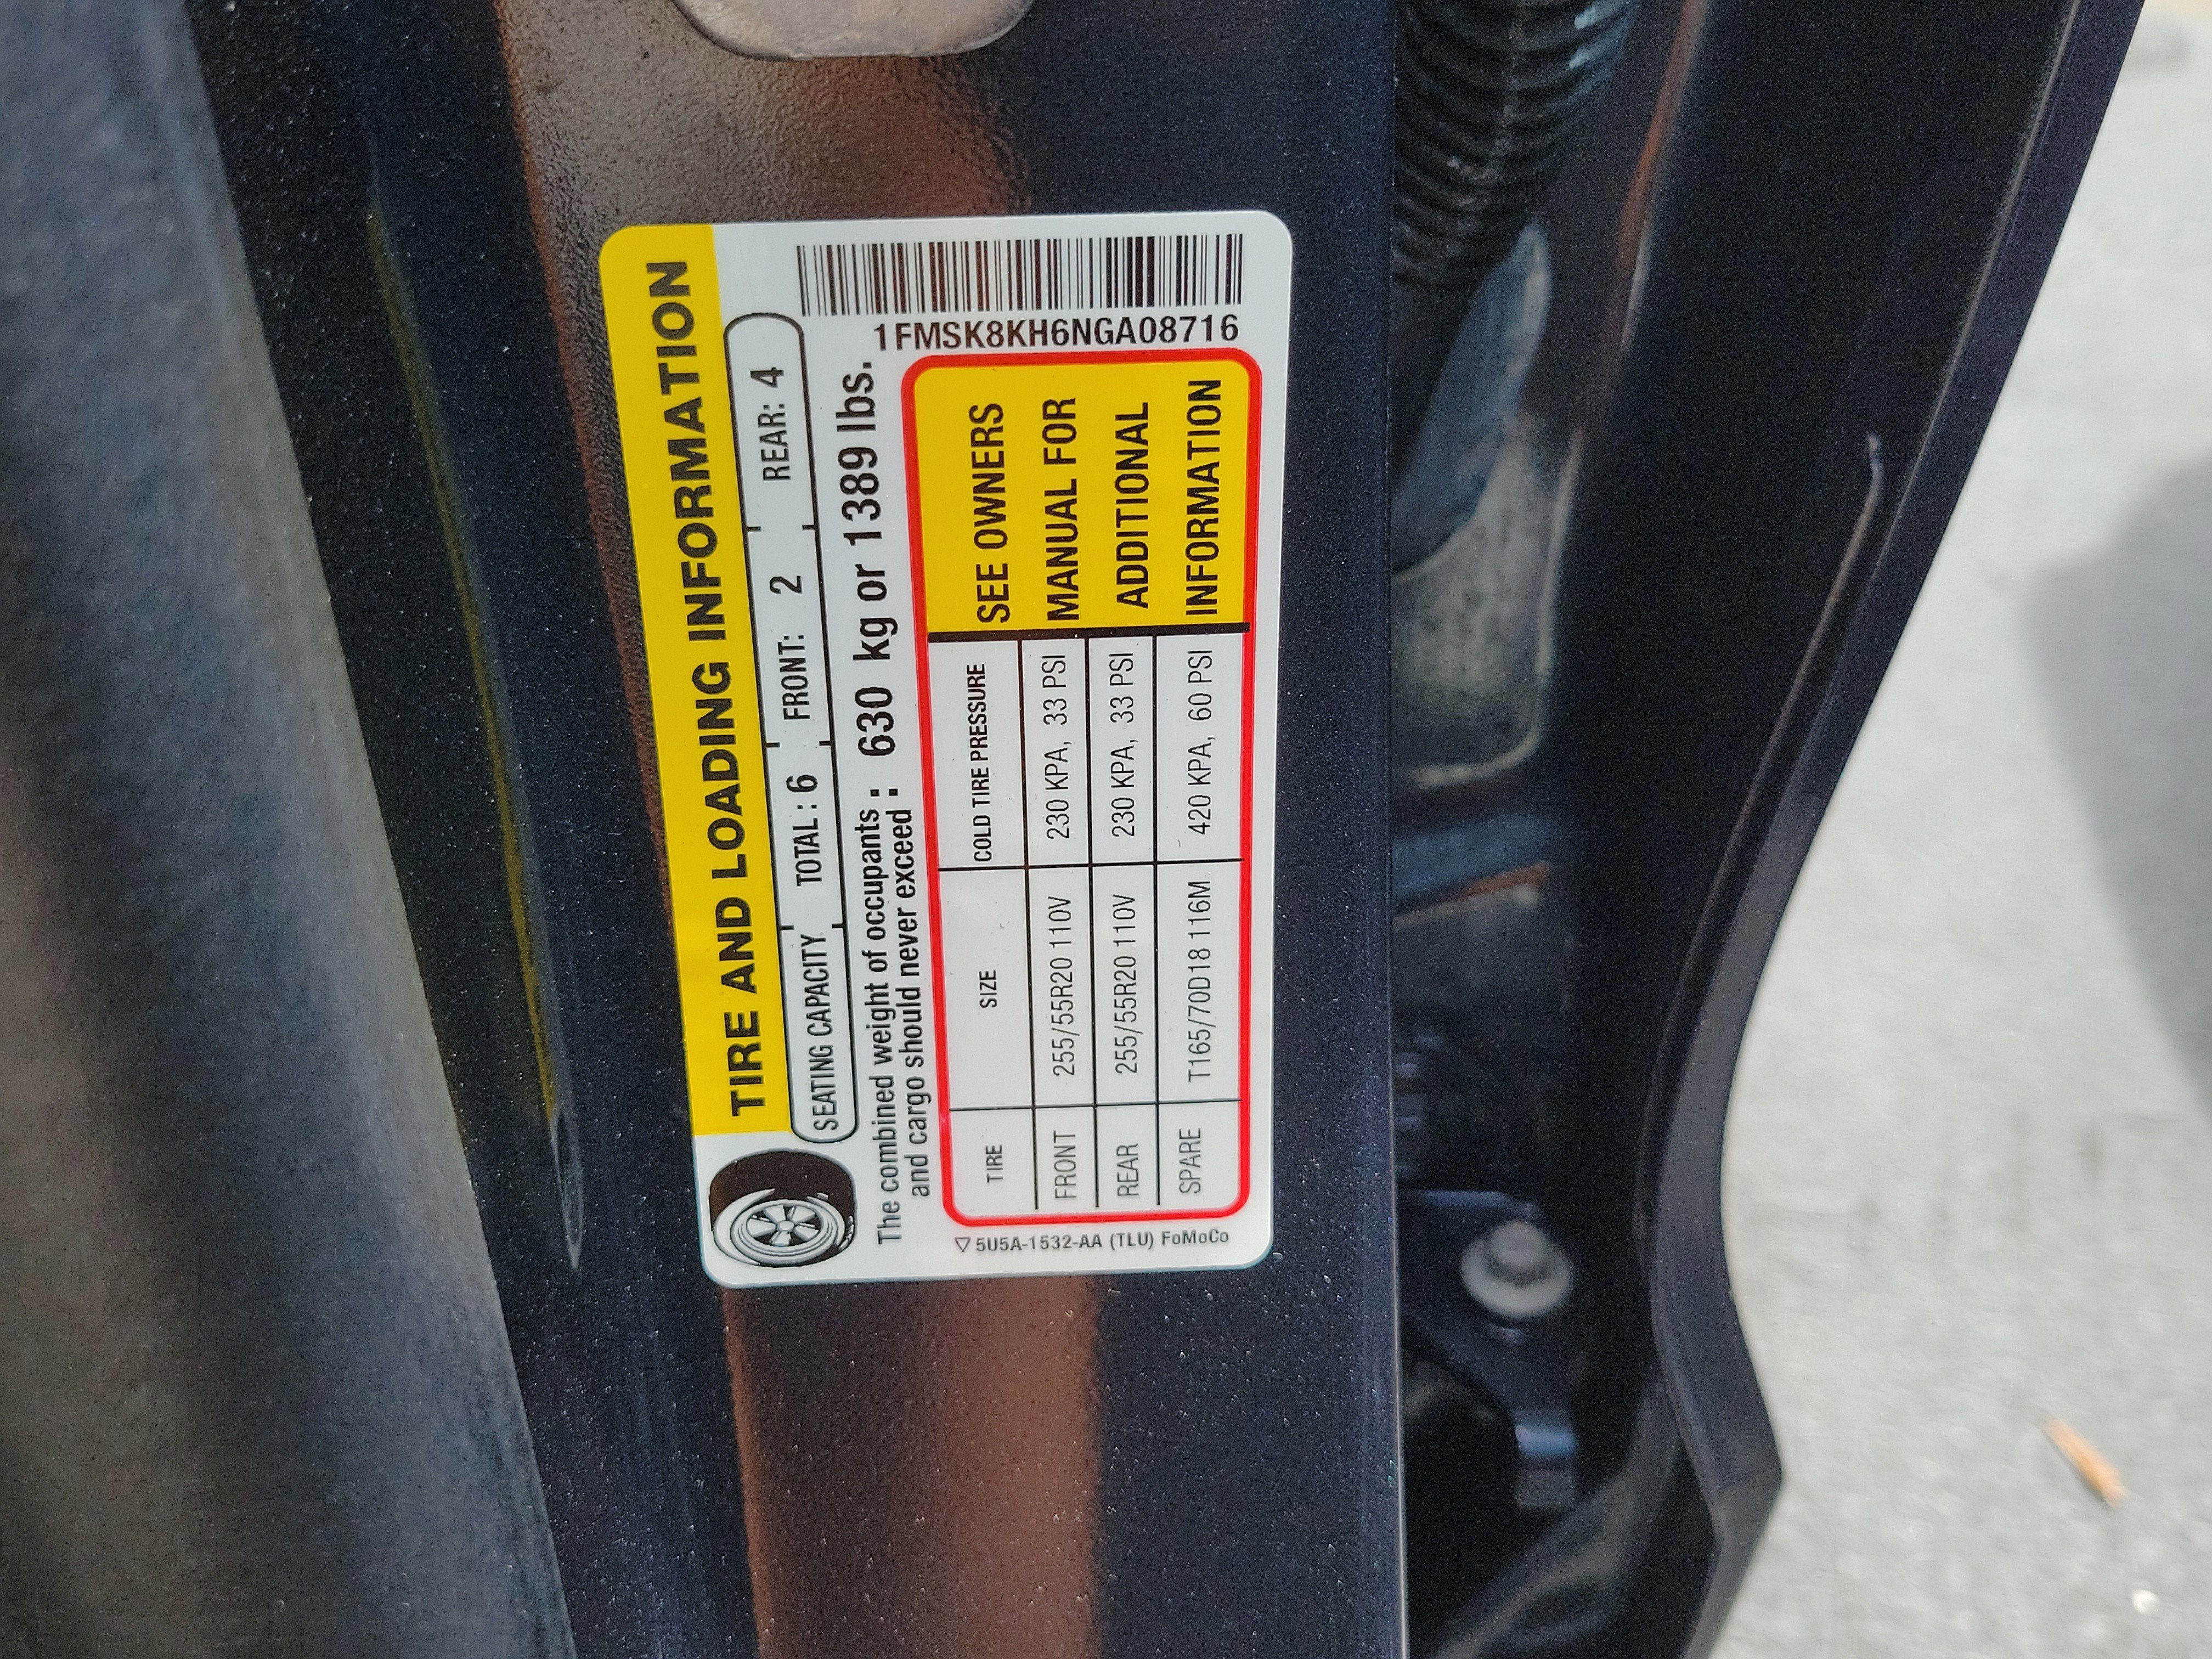 TIRE AND LOADING INFORMATION
SEATING CAPACITY TOTAL : 6 FRONT: 2 REAR: 4
The combined weight of occupants : 630 kg or 1389 lbs.
and cargo should never exceed :
1FMSK8KH6NGA08716
TIRE SIZE COLD TIRE PRESSURE
FRONT 255/55R20 110V 230 KPA, 33 PSI
REAR 255/55R20 110V 230 KPA, 33 PSI
SPARE T165/70D18 116M 420 KPA, 60 PSI
SEE OWNERS
MANUAL FOR
ADDITIONAL
INFORMATION
5U5A-1532-AA (TLU) FoMoCo